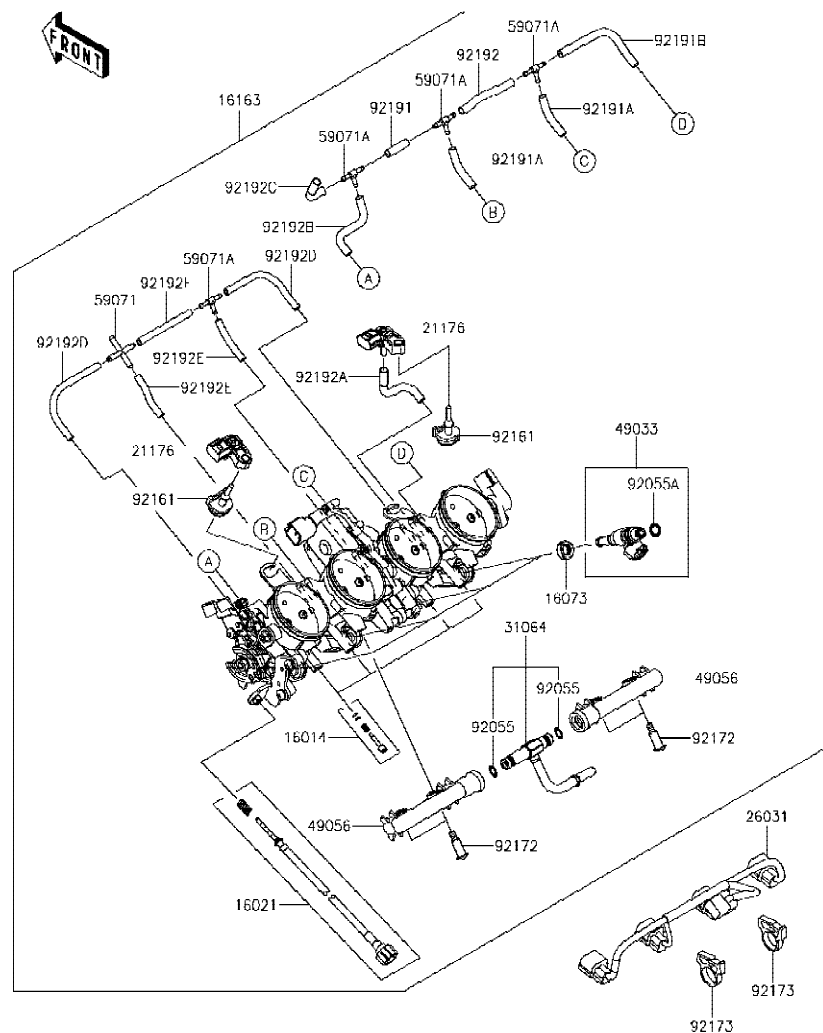 FRONT
59071A
92191B
92192
59071A
16163
92191
92191A
59071A
D
92191A
C
92192C
B
92192B
92192D
59071A
A
92192F
59071
21176
92192D
92192E
92192A
92192E
92161
49033
21176
D
92055A
C
92161
B
A
16073
31064
92055
49056
92055
92172
16014
49056
26031
92172
16021
92173
92173